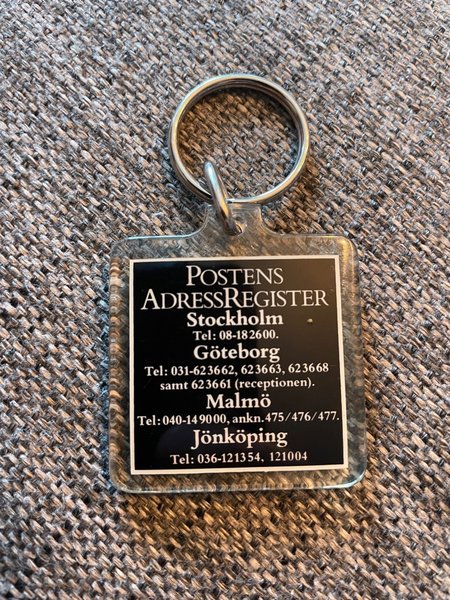 POSTENS
ADRESSREGISTER
Stockholm
Tel: 08-182600.
Göteborg
Tel: 031-623662, 623663, 623668
samt 623661 (receptionen).
Malmö
Tel: 040-149000, ankn. 475/476/477.
Jönköping
Tel: 036-121354, 121004